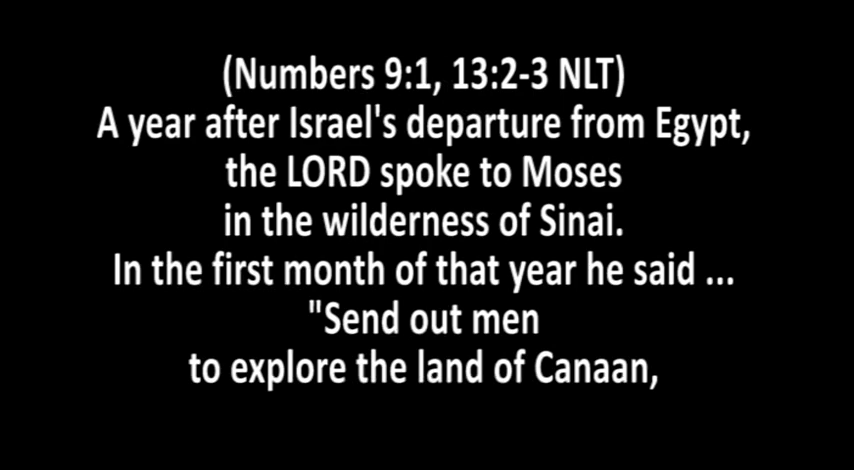 (Numbers 9:1, 13:2-3 NLT)
A year after Israel's departure from Egypt,
the LORD spoke to Moses
in the wilderness of Sinai.
In the first month of that year he said ...
"Send out men
to explore the land of Canaan,